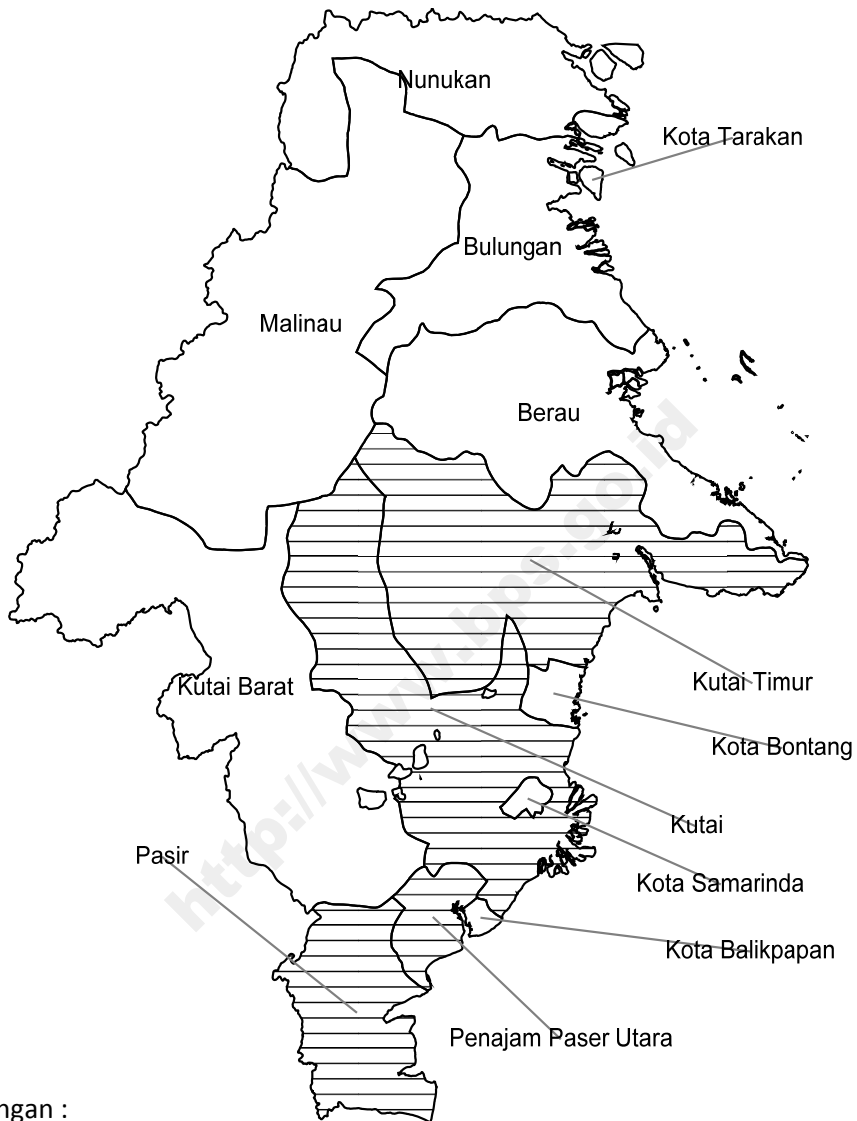 Nunukan
Kota Tarakan
Bulungan
Malinau
Berau
Kutai Timur
Kutai Barat
Kota Bontang
Kutai
Pasir
Kota Samarinda
Kota Balikpapan
Penajam Paser Utara
ngan :
http://www.bps.go.id